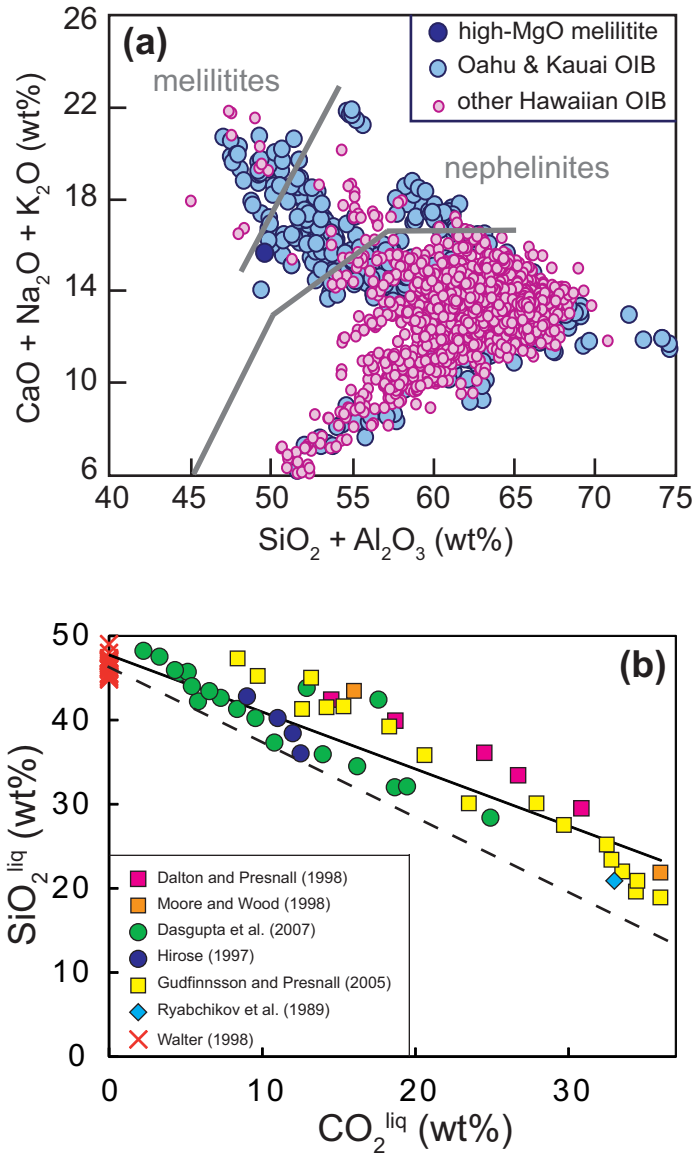 (a)
high-MgO melilitite
Oahu & Kauai OIB
other Hawaiian OIB
melilitites
nephelinites
CaO + Na₂O + K₂O (wt%)
26
22
18
14
10
6
40 45 50 55 60 65 70 75
SiO₂ + Al₂O₃ (wt%)
(b)
SiO₂ˡⁱq (wt%)
50
40
30
20
10
0
Dalton and Presnall (1998)
Moore and Wood (1998)
Dasgupta et al. (2007)
Hirose (1997)
Gudfinnsson and Presnall (2005)
Ryabchikov et al. (1989)
Walter (1998)
0 10 20 30
CO₂ˡⁱq (wt%)